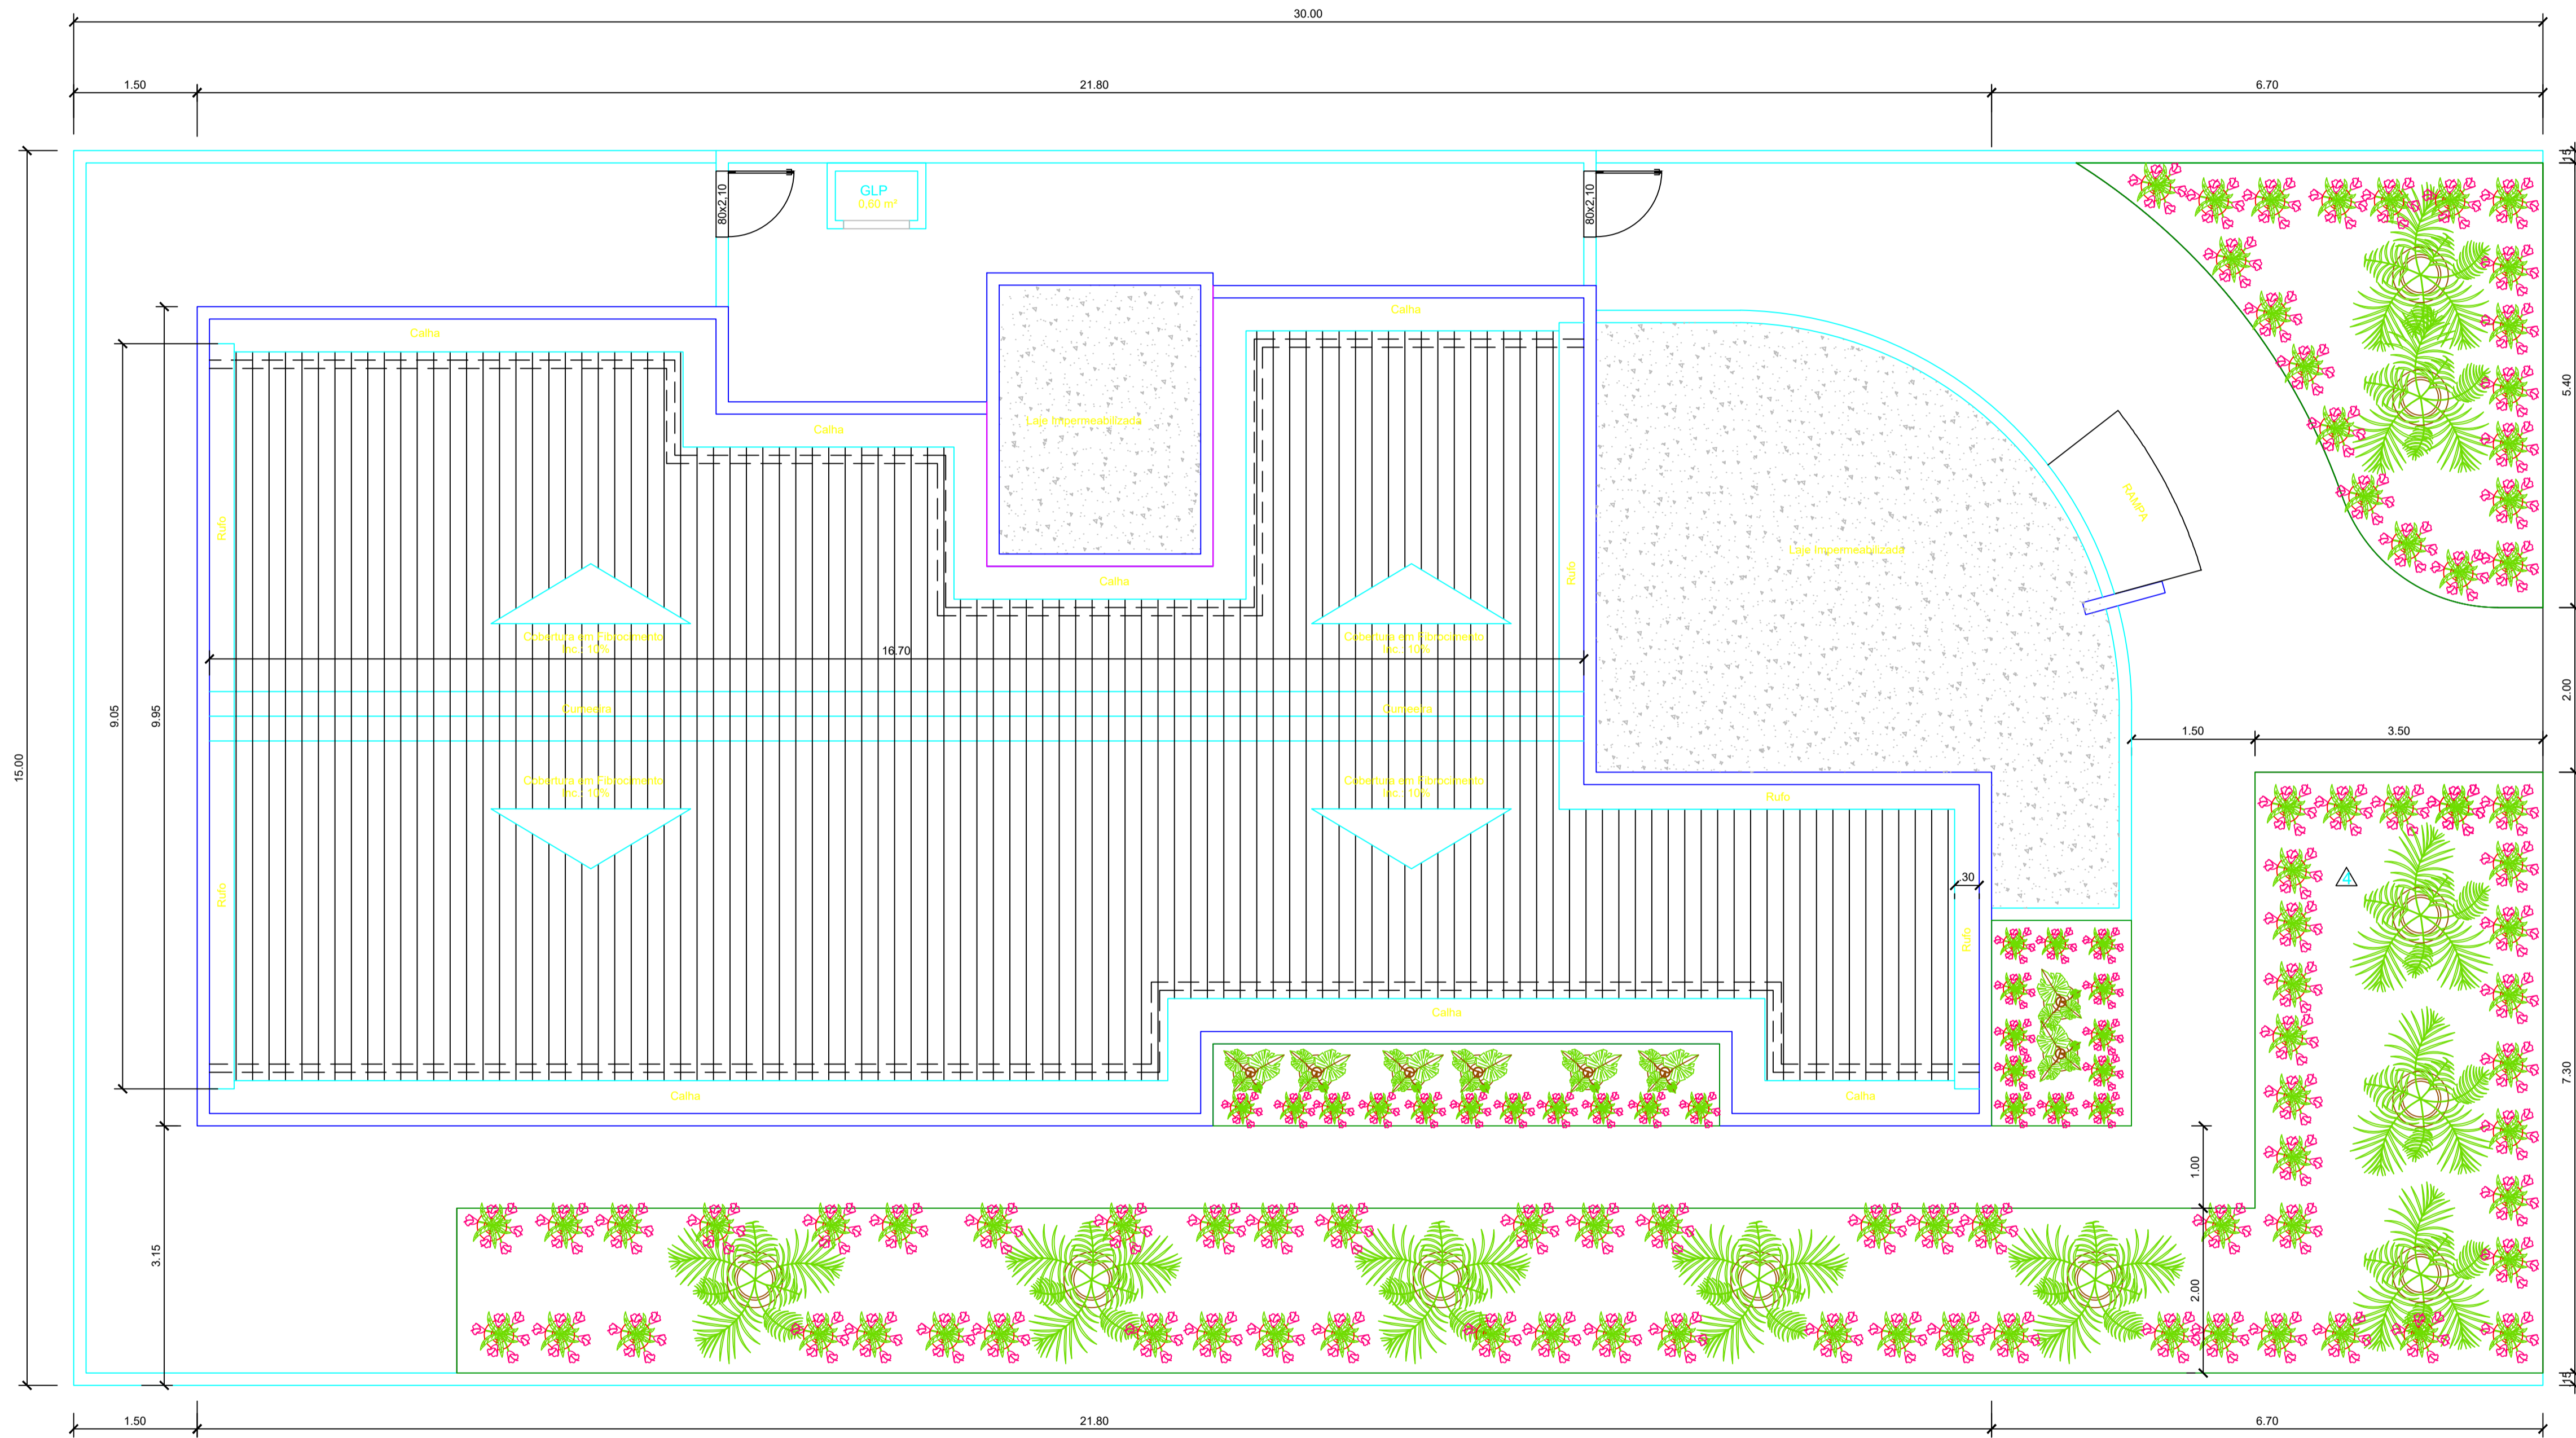 30.00
1.50
21.80
6.70
15
80x2,10
GLP
0,60 m²
80x2,10
Calha
Calha
Calha
Laje Impermeabilizada
5.40
Rufo
RAMPA
Laje Impermeabilizada
Rufo
Calha
Cobertura em Fibrocimento
Inc.: 10%
Cobertura em Fibrocimento
Inc.: 10%
16.70
2.00
Cumeeira
Cumeeira
9.05
9.95
1.50
3.50
15.00
Cobertura em Fibrocimento
Inc.: 10%
Cobertura em Fibrocimento
Inc.: 10%
Rufo
.30
4
Rufo
Rufo
Calha
7.30
Calha
Calha
1.00
3.15
2.00
15
1.50
21.80
6.70